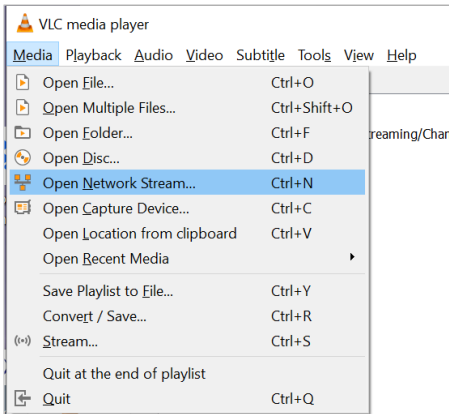 VLC media player
Media Playback Audio Video Subtitle Tools View Help
Open File... Ctrl+O
Open Multiple Files... Ctrl+Shift+O
Open Folder... Ctrl+F
reaming/Chan
Open Disc... Ctrl+D
Open Network Stream... Ctrl+N
Open Capture Device... Ctrl+C
Open Location from clipboard Ctrl+V
Open Recent Media
Save Playlist to File... Ctrl+Y
Convert / Save... Ctrl+R
Stream... Ctrl+S
Quit at the end of playlist
Quit Ctrl+Q